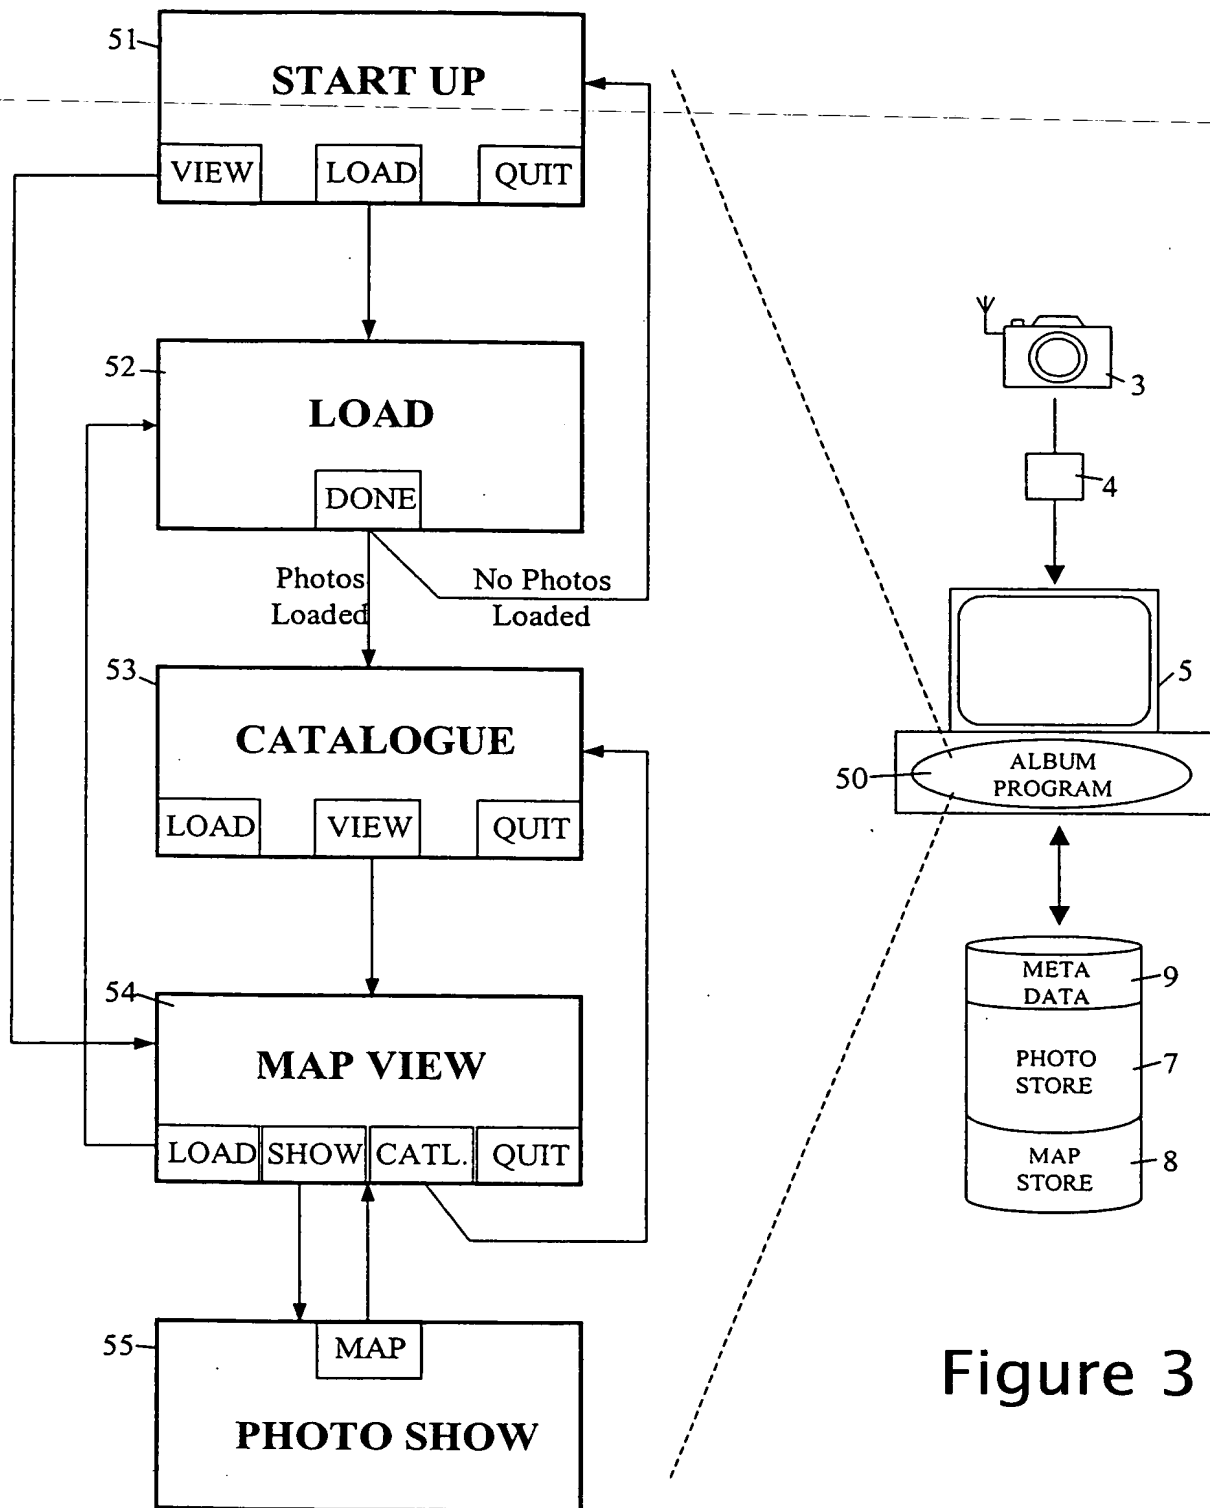 51
START UP
VIEW
LOAD
QUIT
52
LOAD
DONE
Photos
Loaded
No Photos
Loaded
53
CATALOGUE
LOAD
VIEW
QUIT
54
MAP VIEW
LOAD
SHOW
CATL.
QUIT
55
MAP
PHOTO SHOW
3
4
5
50
ALBUM
PROGRAM
META
DATA
9
PHOTO
STORE
7
MAP
STORE
8
Figure 3